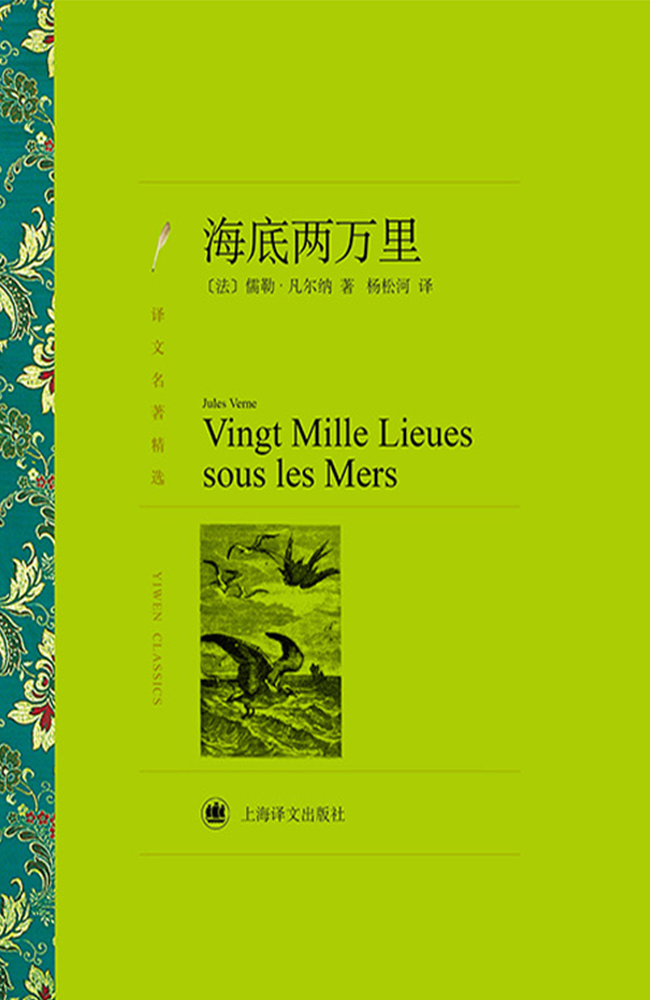 海底两万里
〔法〕儒勒·凡尔纳 著 杨松河 译
译文名著精选
Jules Verne
Vingt Mille Lieues
sous les Mers
YIWEN CLASSICS
上海译文出版社